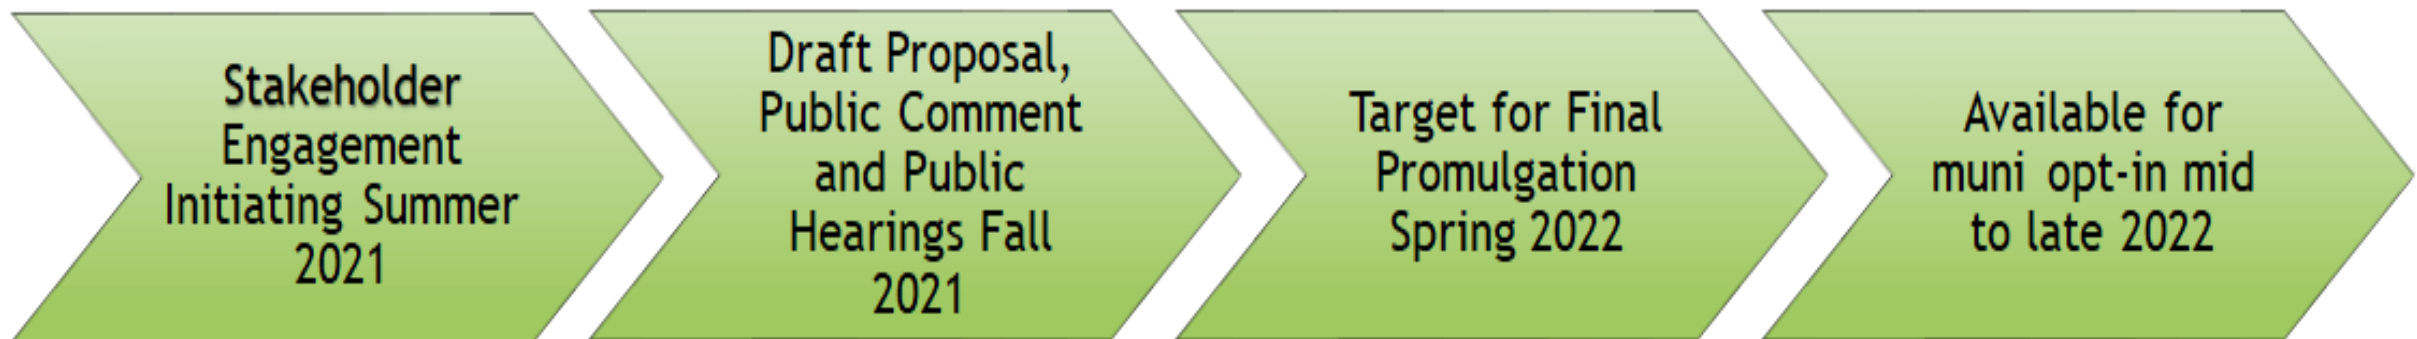 Stakeholder
Engagement
Initiating Summer
2021
Draft Proposal,
Public Comment
and Public
Hearings Fall
2021
Target for Final
Promulgation
Spring 2022
Available for
muni opt-in mid
to late 2022